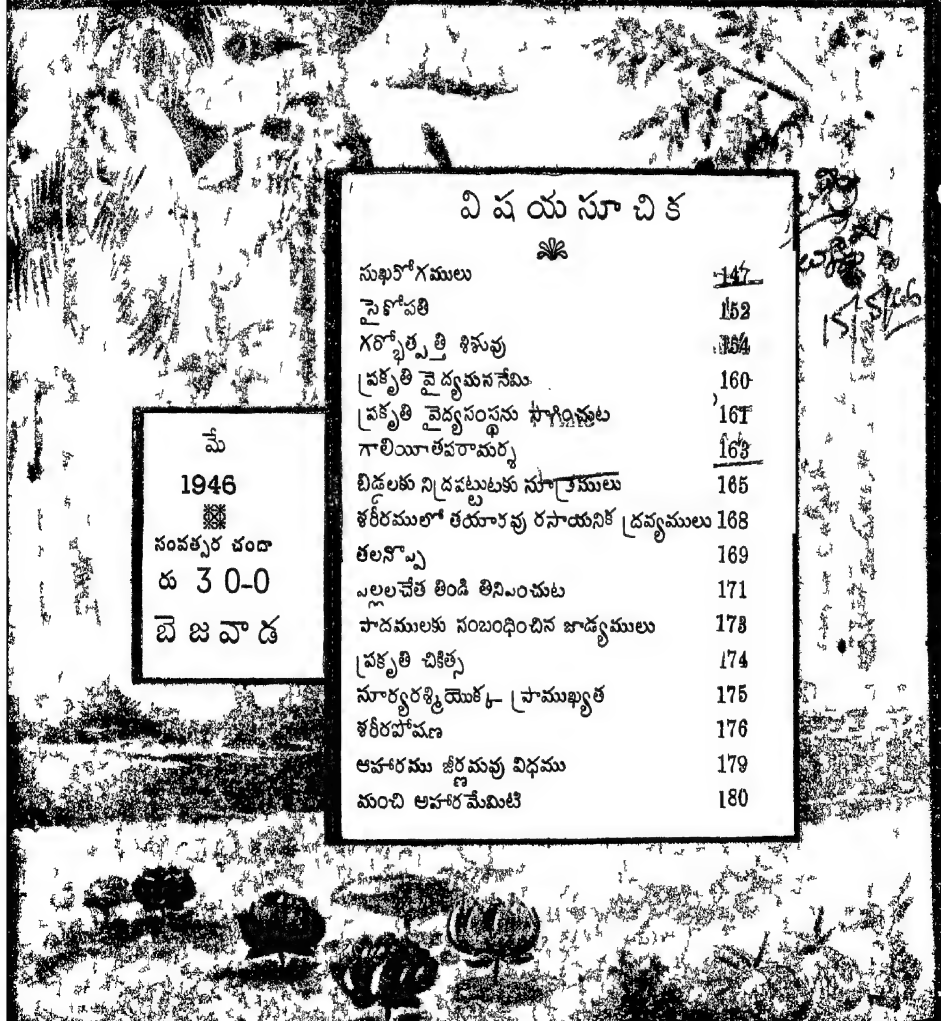 విషయసూచిక
సుఖరోగములు 147
సైకోపతి 152
గర్భోత్పత్తి శిశువు 154
ప్రకృతి వైద్యమననేమి 160
ప్రకృతి వైద్యసంస్థను సాగించుట 161
గాలియీతపరామర్శ 163
బిడ్డలకు నిద్రపట్టుటకు సూత్రములు 165
శరీరములో తయారవు రసాయనిక ద్రవ్యములు 168
తలనొప్పి 169
పిల్లలచేత తిండి తినిపించుట 171
పాదములకు సంబంధించిన జాడ్యములు 173
ప్రకృతి చికిత్స 174
సూర్యరశ్మియొక్క ప్రాముఖ్యత 175
శరీరపోషణ 176
ఆహారము జీర్ణమవు విధము 179
మంచి ఆహారమేమిటి 180
మే
1946
సంవత్సర చందా
రు 3 0-0
బెజవాడ